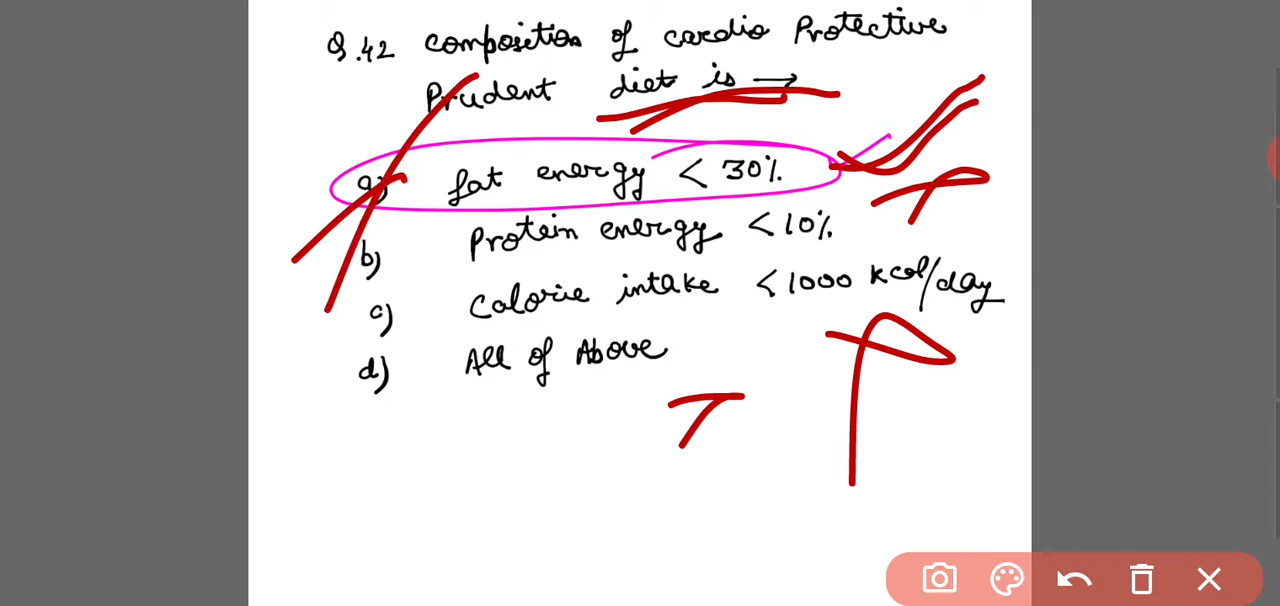 Q.42 composition of cardio Protective
Prudent diet is →
a) fat energy < 30%.
b) Protein energy < 10%.
c) Calorie intake < 1000 kcal/day
d) All of Above